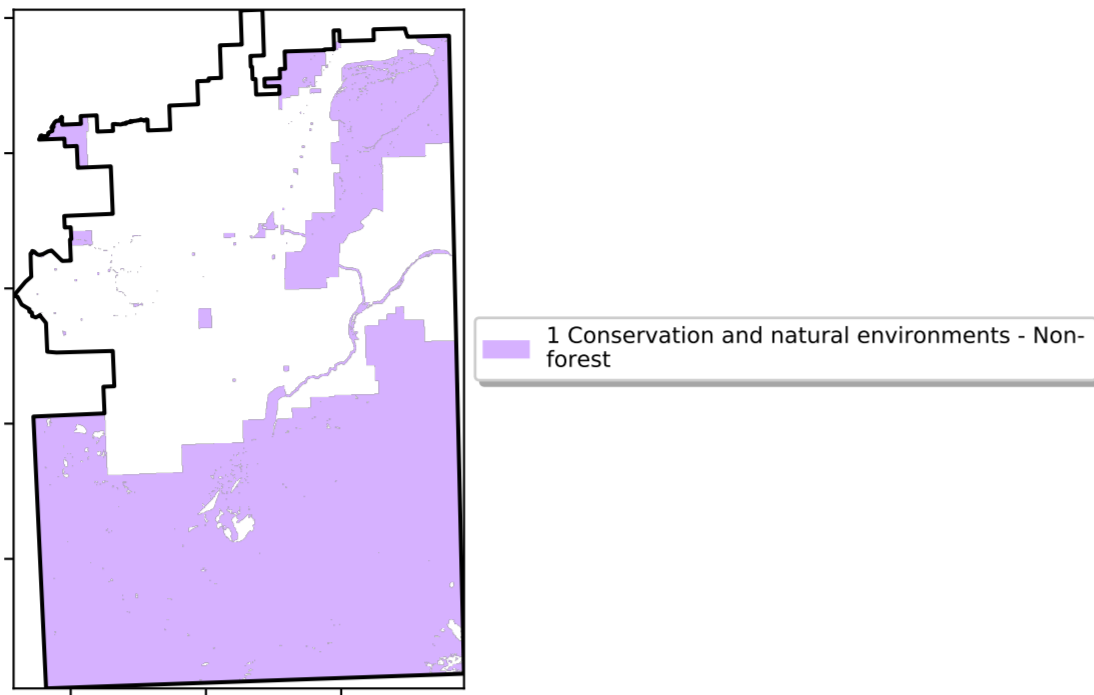 1 Conservation and natural environments - Non-
forest